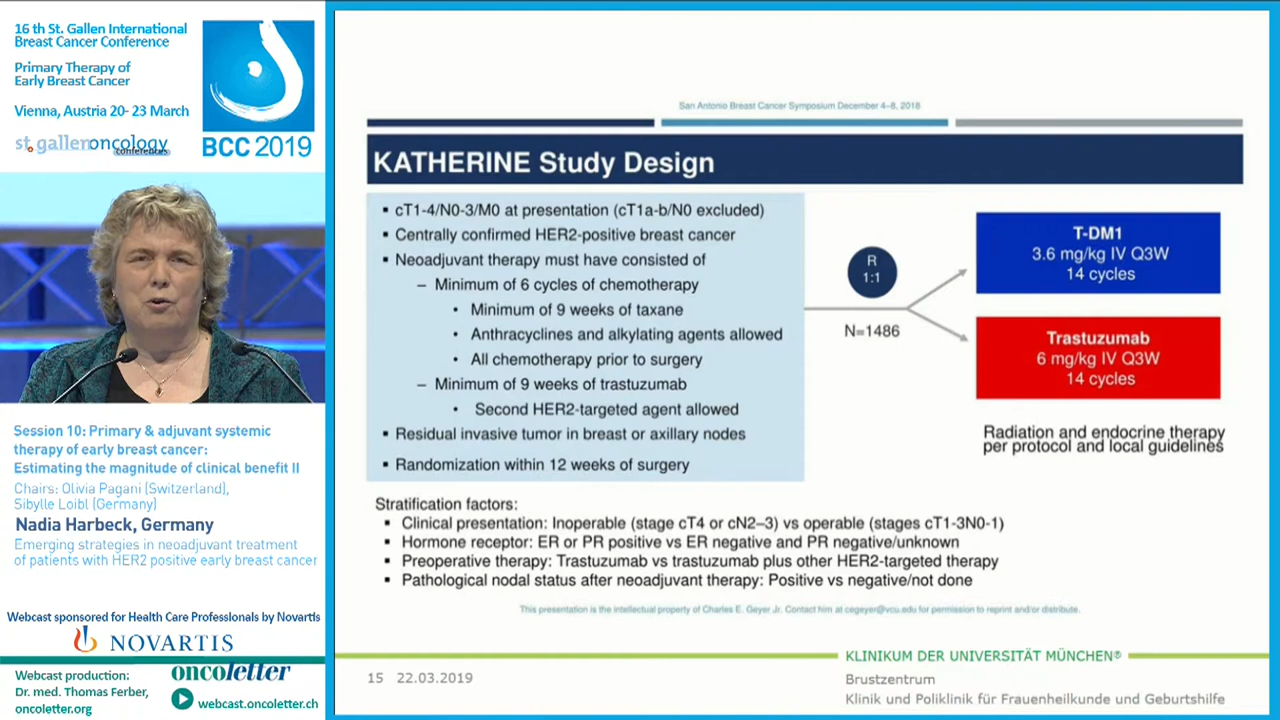 16 th St. Gallen International
Breast Cancer Conference
Primary Therapy of
Early Breast Cancer
Vienna, Austria 20- 23 March
st.gallenoncology
conferences
BCC 2019
Session 10: Primary & adjuvant systemic
therapy of early breast cancer:
Estimating the magnitude of clinical benefit II
Chairs: Olivia Pagani (Switzerland),
Sibylle Loibl (Germany)
Nadia Harbeck, Germany
Emerging strategies in neoadjuvant treatment
of patients with HER2 positive early breast cancer
Webcast sponsored for Health Care Professionals by Novartis
NOVARTIS
Webcast production:
Dr. med. Thomas Ferber,
oncoletter.org
oncoletter
webcast.oncoletter.ch
San Antonio Breast Cancer Symposium December 4–8, 2018
KATHERINE Study Design
▪ cT1-4/N0-3/M0 at presentation (cT1a-b/N0 excluded)
▪ Centrally confirmed HER2-positive breast cancer
▪ Neoadjuvant therapy must have consisted of
– Minimum of 6 cycles of chemotherapy
• Minimum of 9 weeks of taxane
• Anthracyclines and alkylating agents allowed
• All chemotherapy prior to surgery
– Minimum of 9 weeks of trastuzumab
• Second HER2-targeted agent allowed
▪ Residual invasive tumor in breast or axillary nodes
▪ Randomization within 12 weeks of surgery
R
1:1
N=1486
T-DM1
3.6 mg/kg IV Q3W
14 cycles
Trastuzumab
6 mg/kg IV Q3W
14 cycles
Radiation and endocrine therapy
per protocol and local guidelines
Stratification factors:
▪ Clinical presentation: Inoperable (stage cT4 or cN2–3) vs operable (stages cT1-3N0-1)
▪ Hormone receptor: ER or PR positive vs ER negative and PR negative/unknown
▪ Preoperative therapy: Trastuzumab vs trastuzumab plus other HER2-targeted therapy
▪ Pathological nodal status after neoadjuvant therapy: Positive vs negative/not done
This presentation is the intellectual property of Charles E. Geyer Jr. Contact him at cegeyer@vcu.edu for permission to reprint and/or distribute.
KLINIKUM DER UNIVERSITÄT MÜNCHEN®
15 22.03.2019
Brustzentrum
Klinik und Poliklinik für Frauenheilkunde und Geburtshilfe